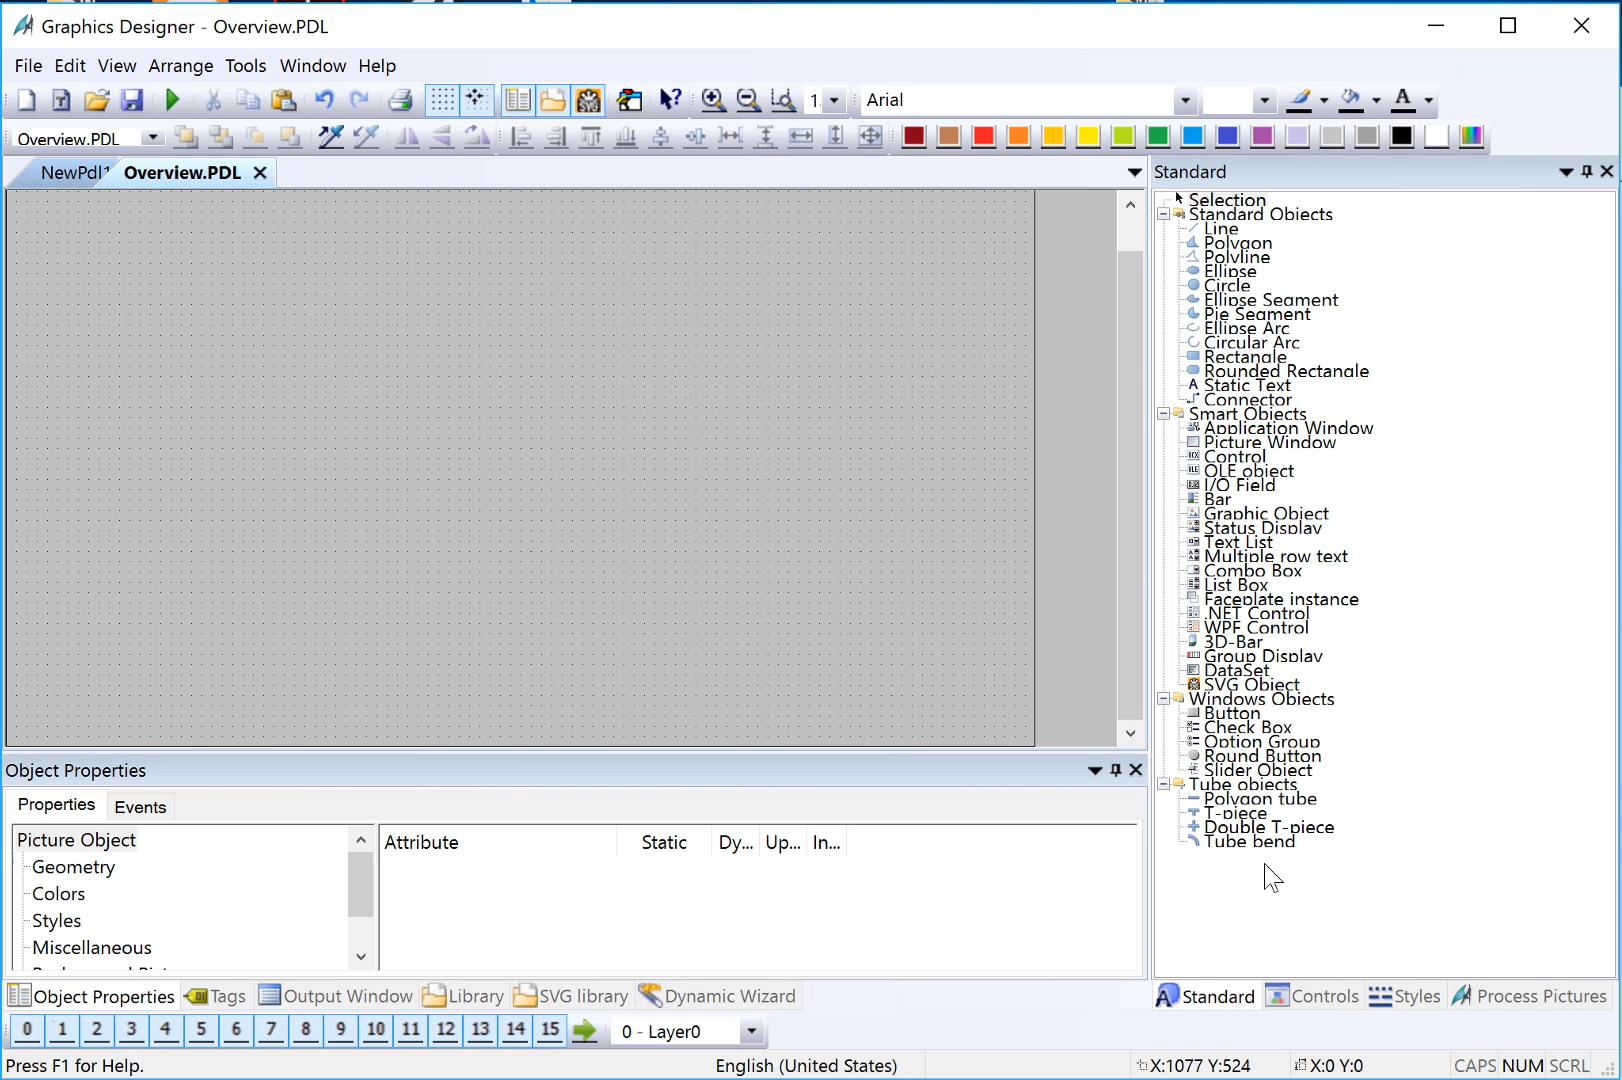 Graphics Designer - Overview.PDL
File Edit View Arrange Tools Window Help
1. Arial
Overview.PDL
NewPdl1 Overview.PDL
Standard
Selection
Standard Objects
Line
Polygon
Polyline
Ellipse
Circle
Ellipse Segment
Pie Segment
Ellipse Arc
Circular Arc
Rectangle
Rounded Rectangle
A Static Text
Connector
Smart Objects
Application Window
Picture Window
Control
OLE object
I/O Field
Bar
Graphic Object
Status Display
Text List
Multiple row text
Combo Box
List Box
Faceplate instance
.NET Control
WPF Control
3D-Bar
Group Display
DataSet
SVG Object
Windows Objects
Button
Check Box
Option Group
Round Button
Slider Object
Tube objects
Polygon tube
T-piece
Double T-piece
Tube bend
Object Properties
Properties Events
Picture Object
Geometry
Colors
Styles
Miscellaneous
Attribute Static Dy... Up... In...
Object Properties Tags Output Window Library SVG library Dynamic Wizard
Standard Controls Styles Process Pictures
0 1 2 3 4 5 6 7 8 9 10 11 12 13 14 15 0 - Layer0
Press F1 for Help. English (United States) X:1077 Y:524 X:0 Y:0 CAPS NUM SCRL